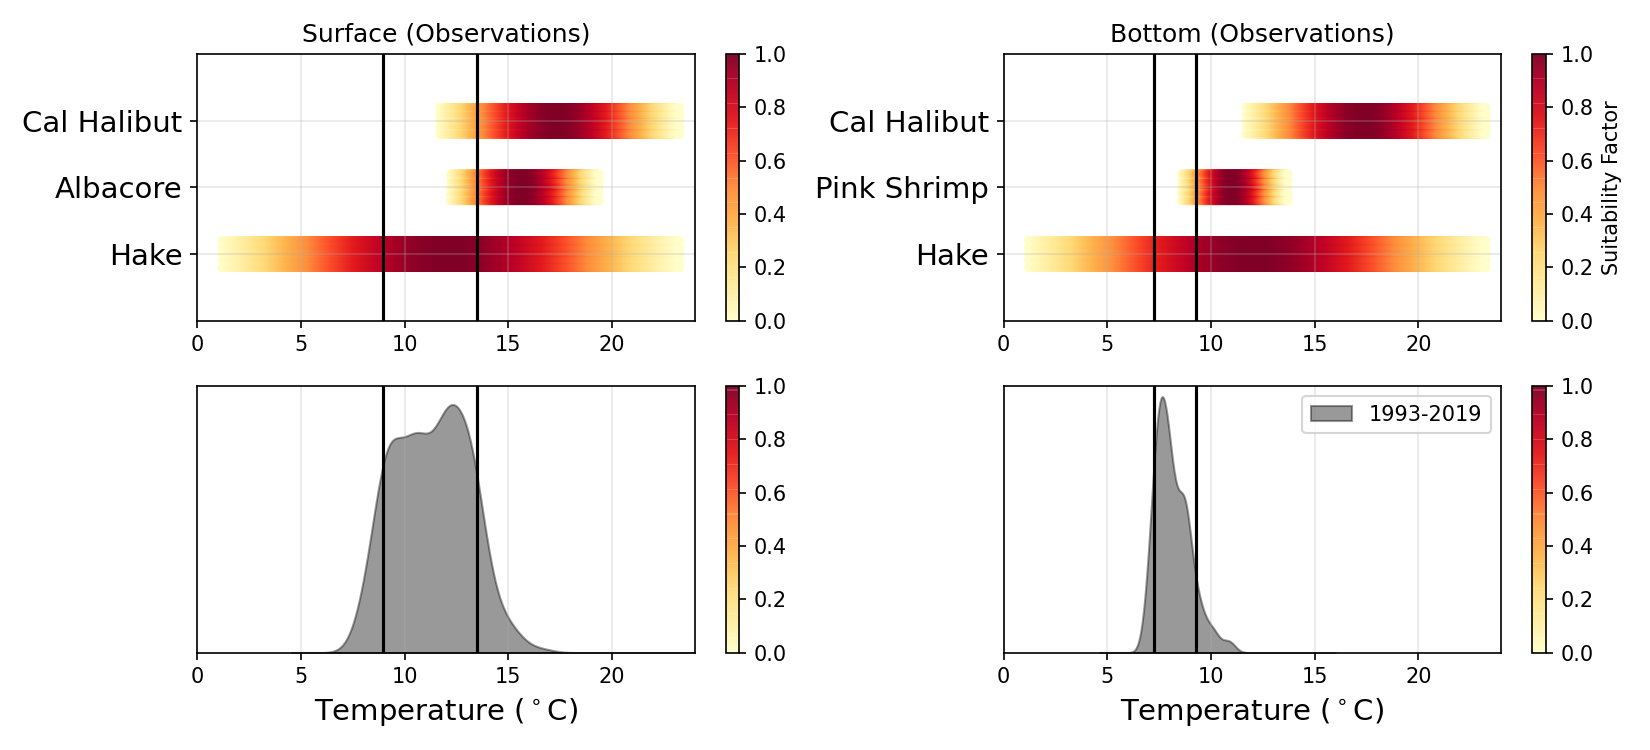 Surface (Observations)
Cal Halibut
Albacore
Hake
0 5 10 15 20
1.0
0.8
0.6
0.4
0.2
0.0
Bottom (Observations)
Cal Halibut
Pink Shrimp
Hake
0 5 10 15 20
1.0
0.8
0.6
0.4
0.2
0.0
Suitability Factor
0 5 10 15 20
Temperature (°C)
1.0
0.8
0.6
0.4
0.2
0.0
1993-2019
0 5 10 15 20
Temperature (°C)
1.0
0.8
0.6
0.4
0.2
0.0